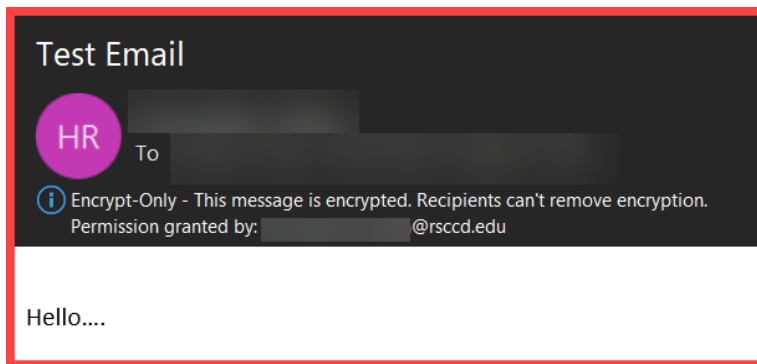 Test Email
HR
To
Encrypt-Only - This message is encrypted. Recipients can't remove encryption.
Permission granted by: @rsccd.edu
Hello....